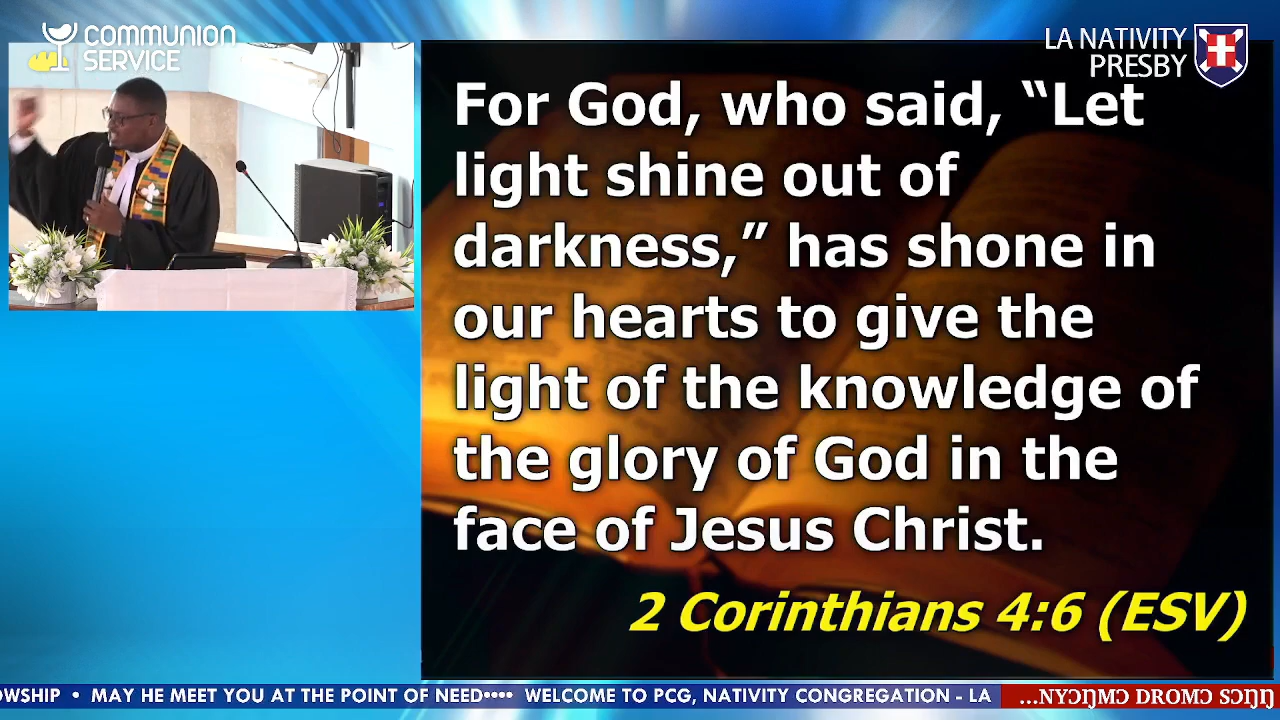 COMMUNION
SERVICE
LA NATIVITY
PRESBY
For God, who said, “Let
light shine out of
darkness,” has shone in
our hearts to give the
light of the knowledge of
the glory of God in the
face of Jesus Christ.
2 Corinthians 4:6 (ESV)
OWSHIP • MAY HE MEET YOU AT THE POINT OF NEED•••• WELCOME TO PCG, NATIVITY CONGREGATION - LA